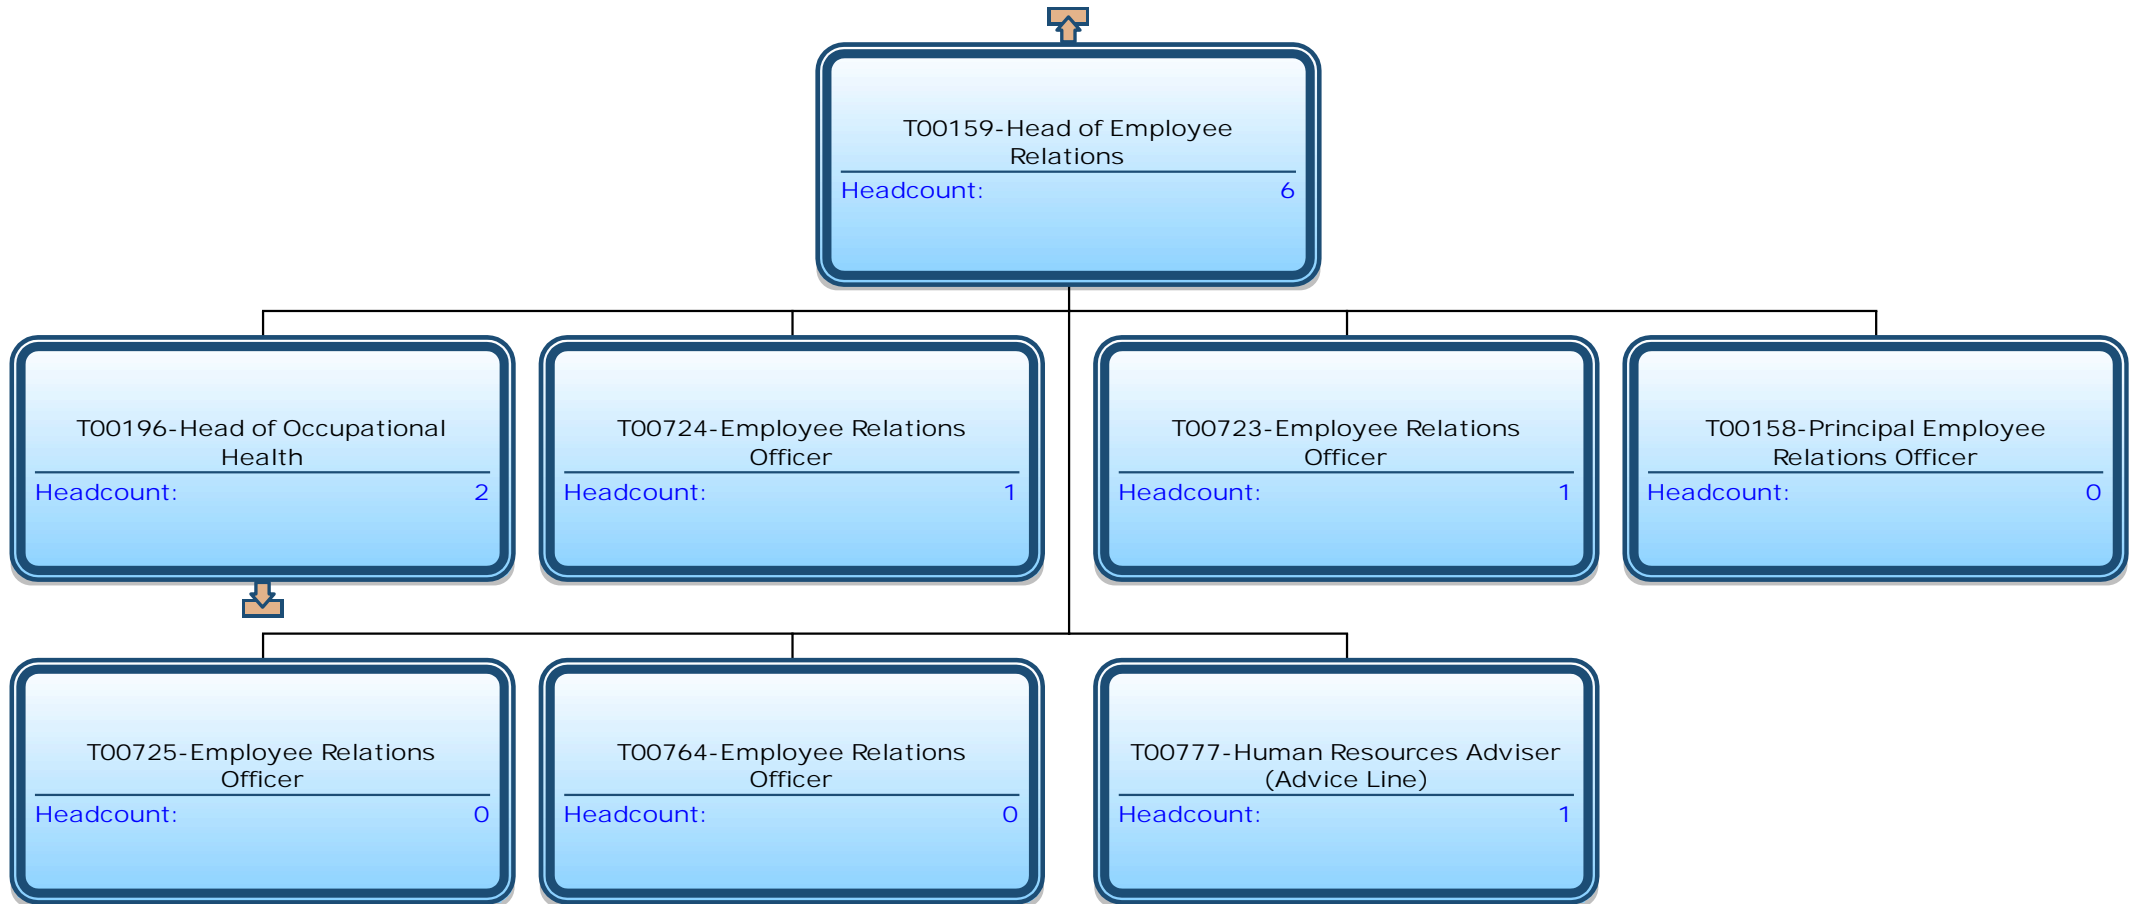 T00159-Head of Employee
Relations
Headcount: 6
T00196-Head of Occupational
Health
Headcount: 2
T00724-Employee Relations
Officer
Headcount: 1
T00723-Employee Relations
Officer
Headcount: 1
T00158-Principal Employee
Relations Officer
Headcount: 0
T00725-Employee Relations
Officer
Headcount: 0
T00764-Employee Relations
Officer
Headcount: 0
T00777-Human Resources Adviser
(Advice Line)
Headcount: 1